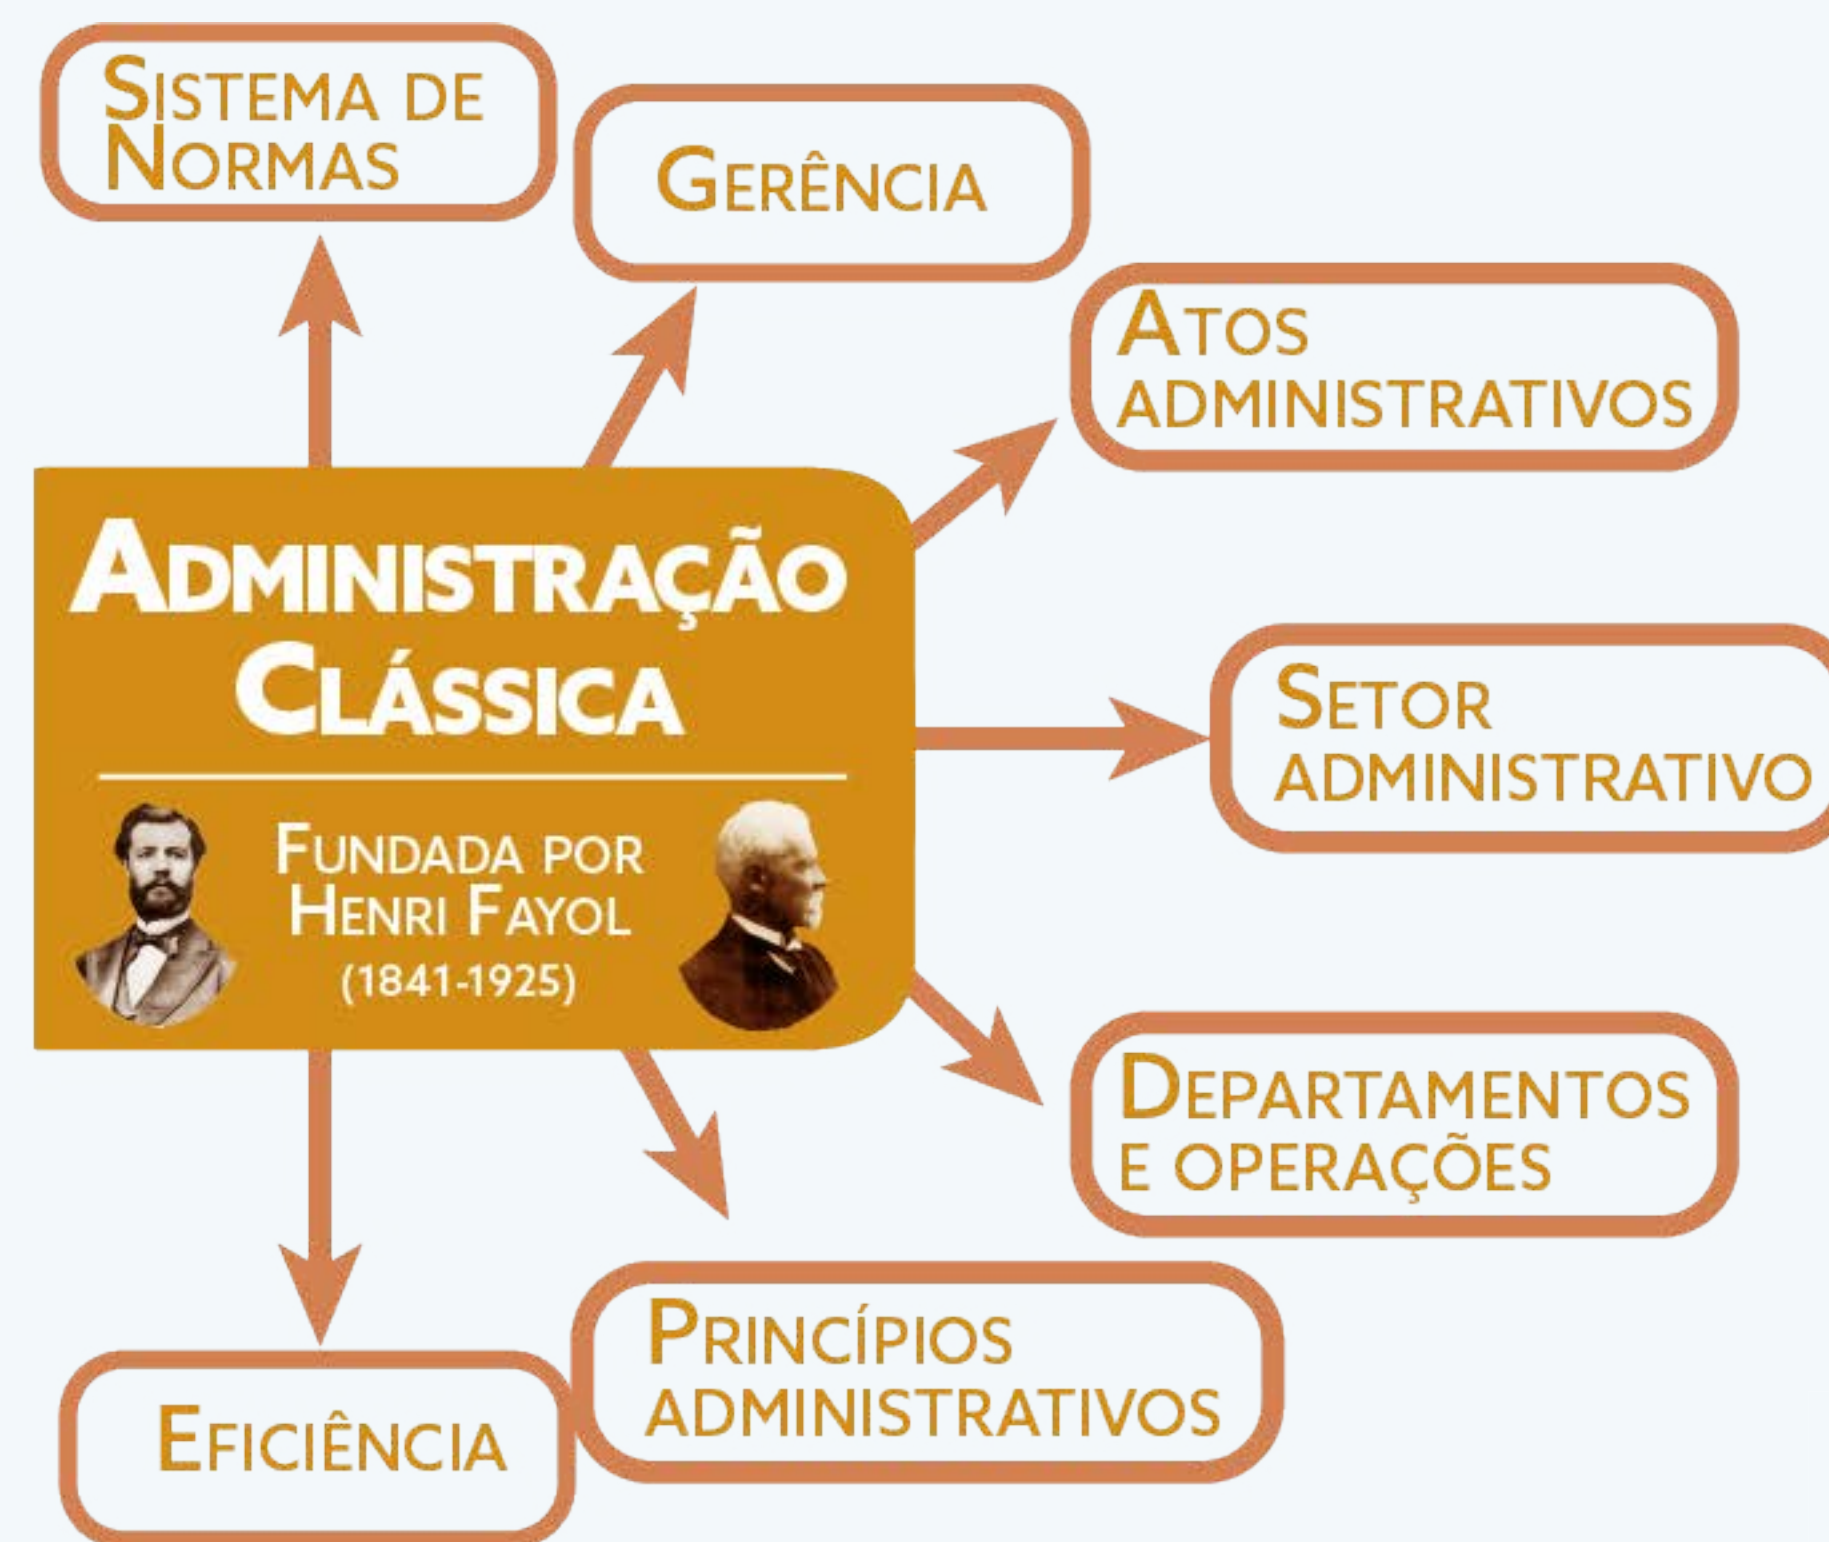 SISTEMA DE
NORMAS
GERÊNCIA
ATOS
ADMINISTRATIVOS
ADMINISTRAÇÃO
CLÁSSICA
FUNDADA POR
HENRI FAYOL
(1841-1925)
SETOR
ADMINISTRATIVO
DEPARTAMENTOS
E OPERAÇÕES
PRINCÍPIOS
ADMINISTRATIVOS
EFICIÊNCIA